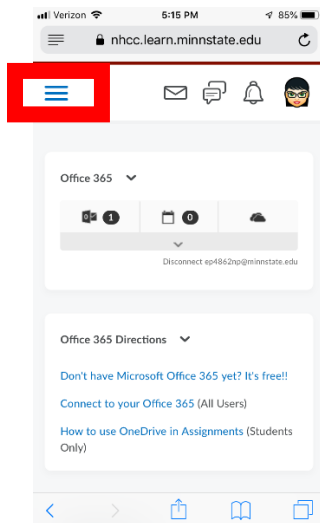 Verizon 5:15 PM 85%
nhcc.learn.minnstate.edu
Office 365
1 0
Disconnect ep4862np@minnstate.edu
Office 365 Directions
Don't have Microsoft Office 365 yet? It's free!!
Connect to your Office 365 (All Users)
How to use OneDrive in Assignments (Students
Only)